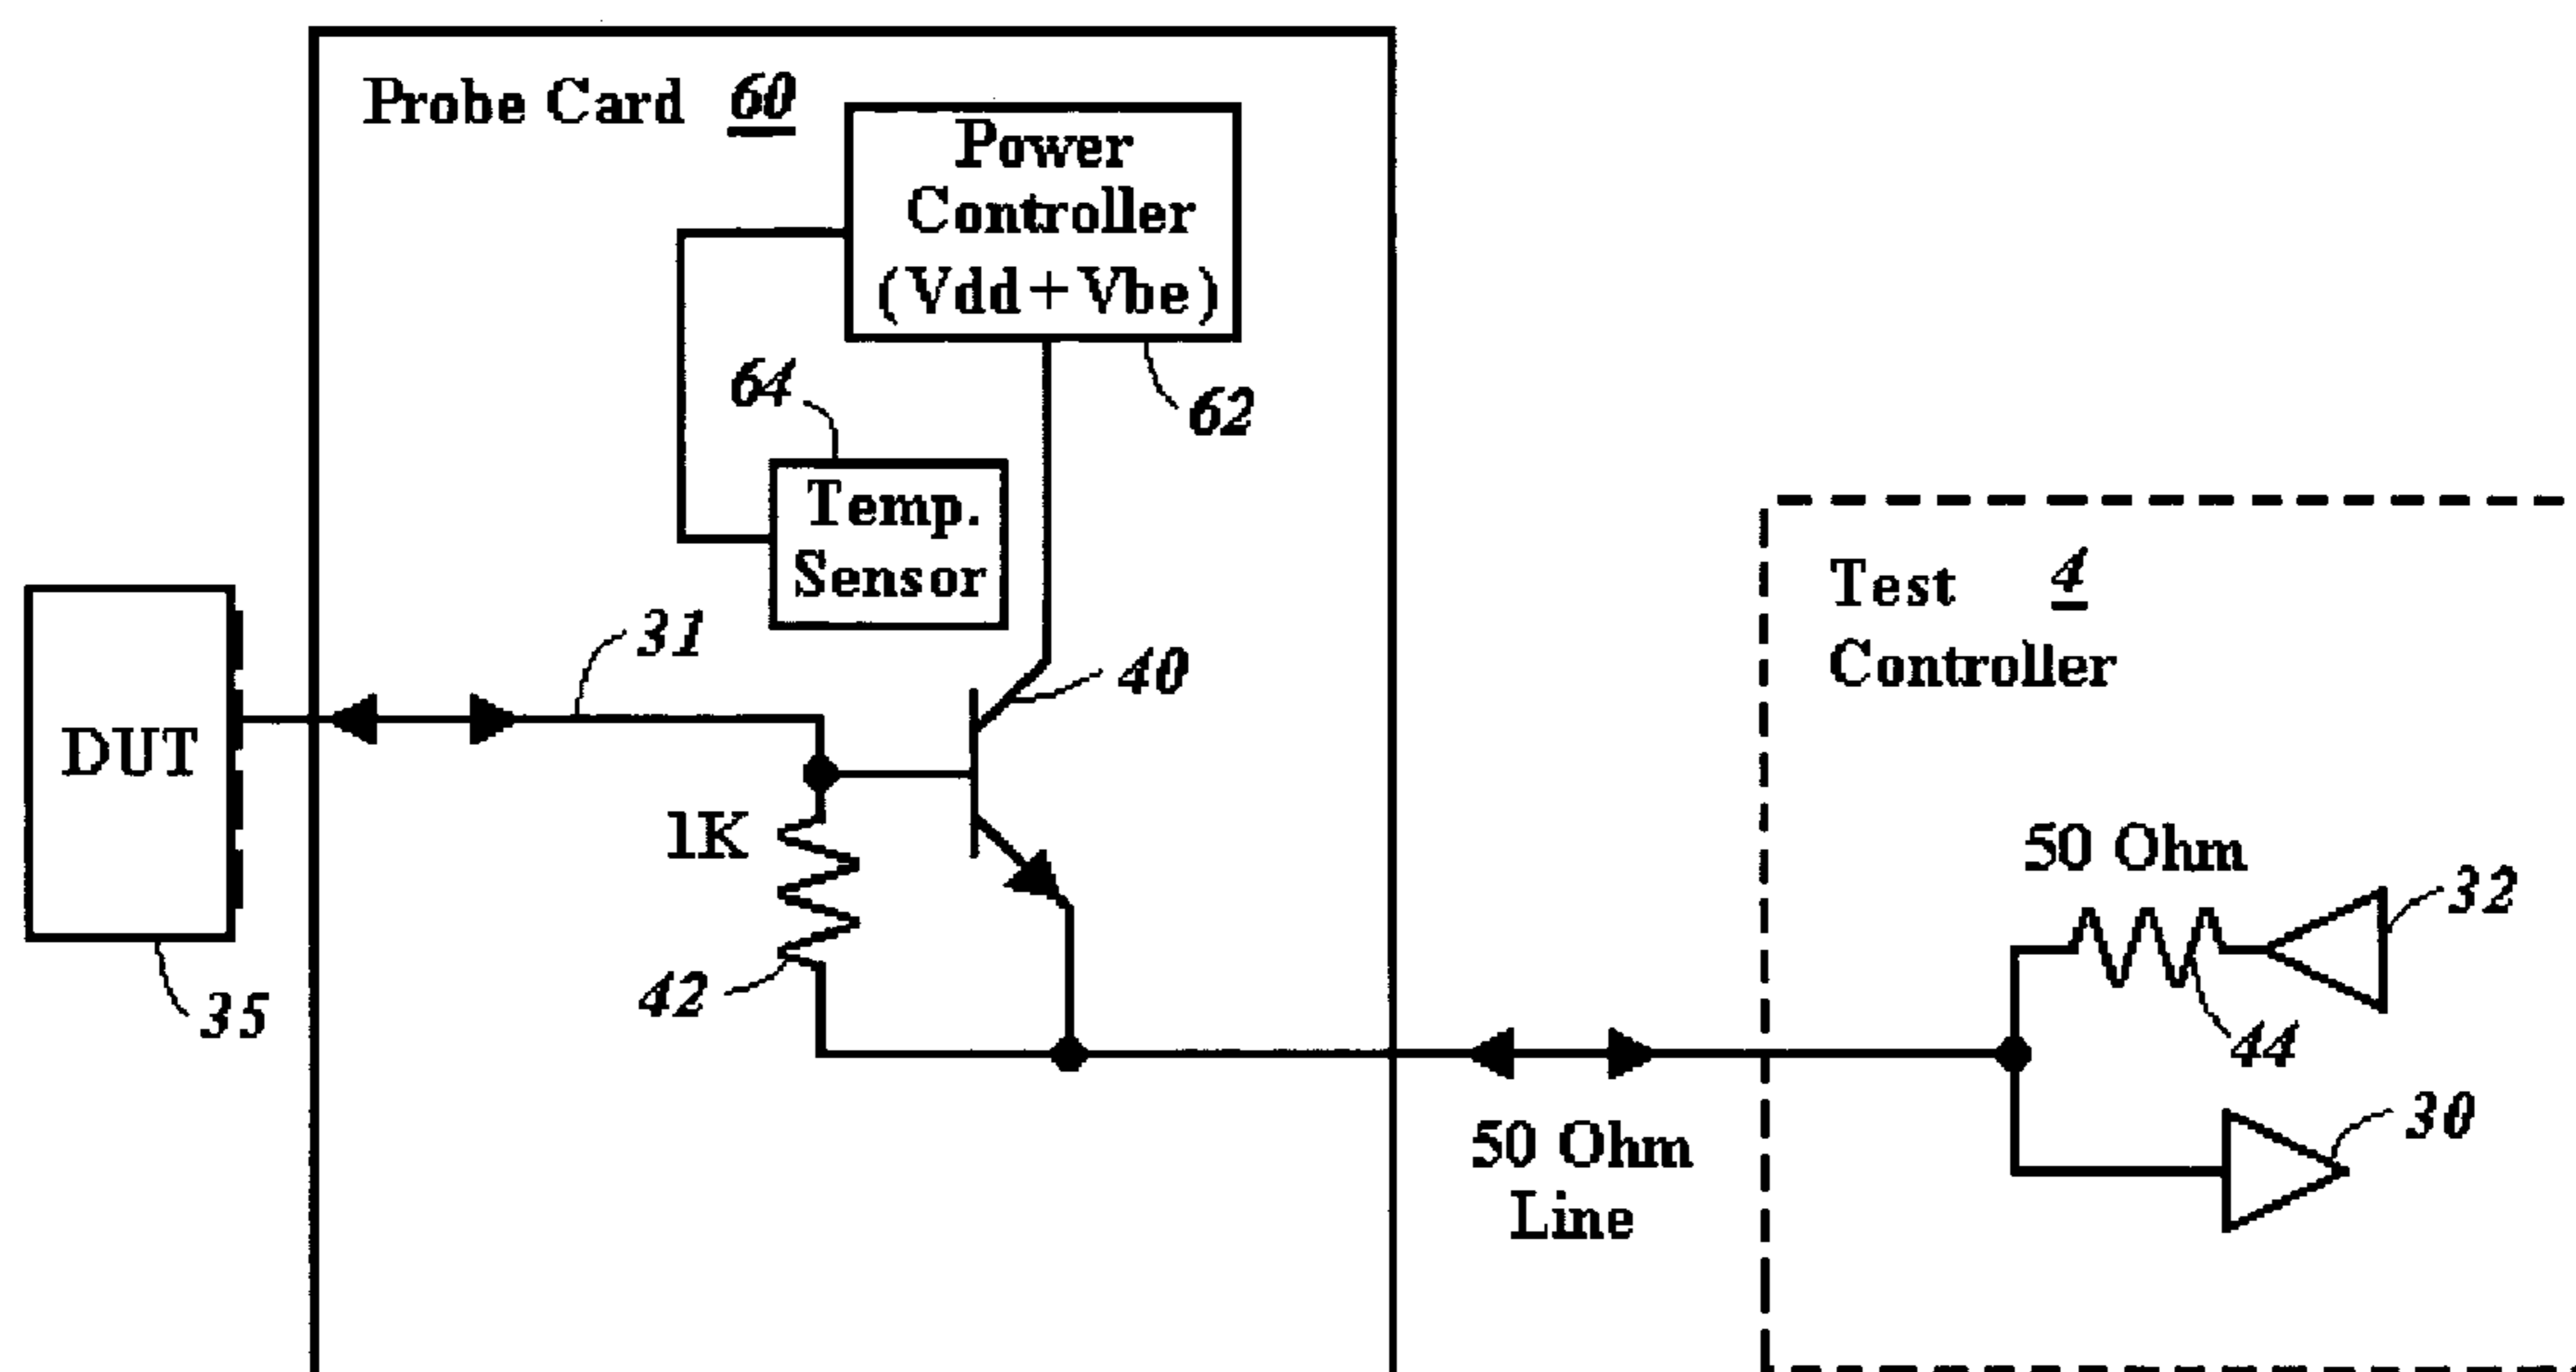 Probe Card 60
Power
Controller
(Vdd+Vbe)
62
64
Temp.
Sensor
31
40
DUT
35
1K
42
Test 4
Controller
50 Ohm
32
44
30
50 Ohm
Line